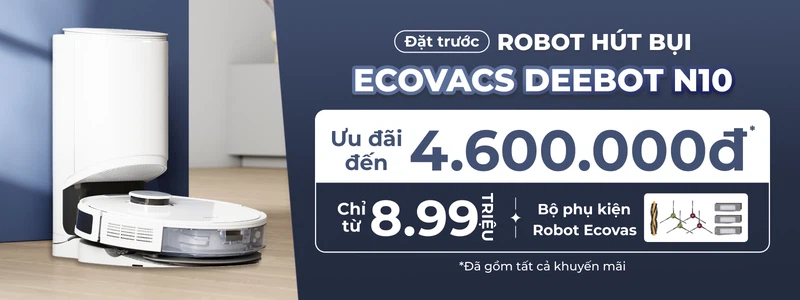 Đặt trước ROBOT HÚT BỤI
ECOVACS DEEBOT N10
Ưu đãi đến 4.600.000đ*
Chỉ từ 8.99 TRIỆU + Bộ phụ kiện Robot Ecovas
*Đã gồm tất cả khuyến mãi